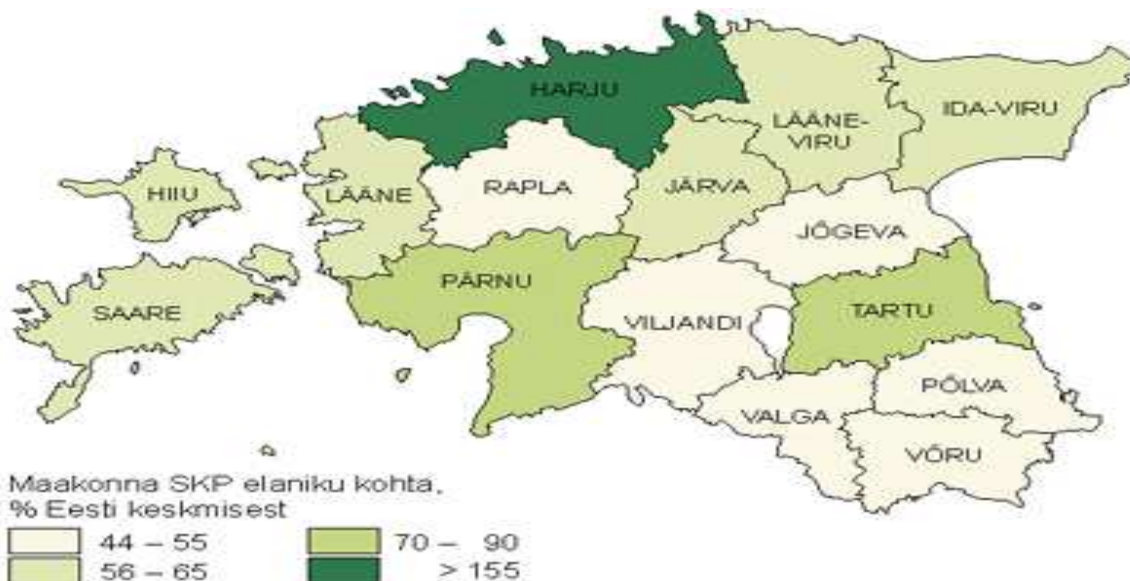 HARJU
LÄÄNE-
VIRU
IDA-VIRU
HIIU
LÄÄNE
RAPLA
JÄRVA
JÕGEVA
SAARE
PÄRNU
VILJANDI
TARTU
PÕLVA
VALGA
VÕRU
Maakonna SKP elaniku kohta,
% Eesti keskmisest
44 – 55
70 – 90
56 – 65
> 155